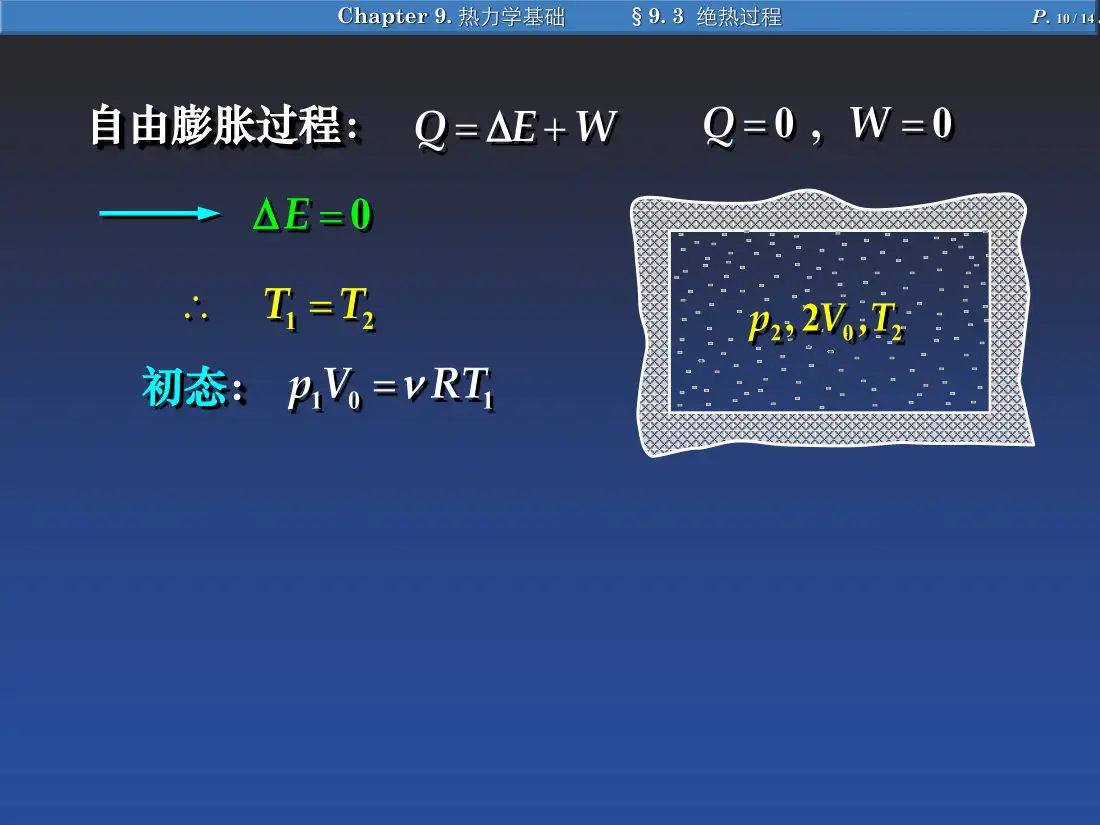 Chapter 9. 热力学基础 § 9. 3 绝热过程 P. 10 / 14 .
自由膨胀过程: Q = ΔE + W Q = 0 , W = 0
ΔE = 0
∴ T₁ = T₂
p₂, 2V₀, T₂
初态: p₁V₀ = νRT₁